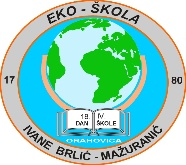 EKO - ŠKOLA
17 80
18 IV
DAN ŠKOLE
ORAHOVICA
IVANE BRLIĆ - MAŽURANIĆ